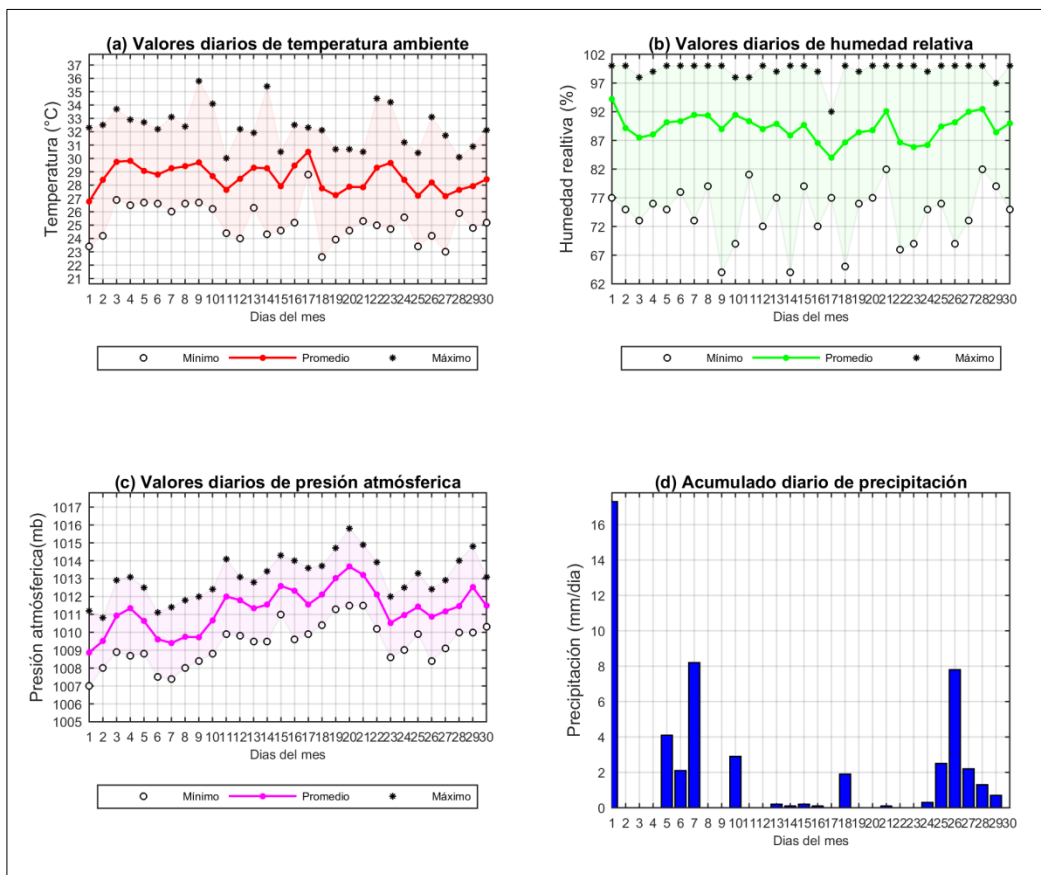 (a) Valores diarios de temperatura ambiente
37
36
35
34
33
32
31
30
29
28
27
26
25
24
23
22
21
Temperatura (°C)
1 2 3 4 5 6 7 8 9 10 11 12 13 14 15 16 17 18 19 20 21 22 23 24 25 26 27 28 29 30
Dias del mes
Mínimo Promedio Máximo
(b) Valores diarios de humedad relativa
102
97
92
87
82
77
72
67
62
Humedad realtiva (%)
1 2 3 4 5 6 7 8 9 10 11 12 13 14 15 16 17 18 19 20 21 22 23 24 25 26 27 28 29 30
Dias del mes
Mínimo Promedio Máximo
(c) Valores diarios de presión atmósferica
1017
1016
1015
1014
1013
1012
1011
1010
1009
1008
1007
1006
1005
Presión atmósferica(mb)
1 2 3 4 5 6 7 8 9 10 11 12 13 14 15 16 17 18 19 20 21 22 23 24 25 26 27 28 29 30
Dias del mes
Mínimo Promedio Máximo
(d) Acumulado diario de precipitación
16
14
12
10
8
6
4
2
0
Precipitación (mm/dia)
1 2 3 4 5 6 7 8 9 10 11 12 13 14 15 16 17 18 19 20 21 22 23 24 25 26 27 28 29 30
Dias del mes